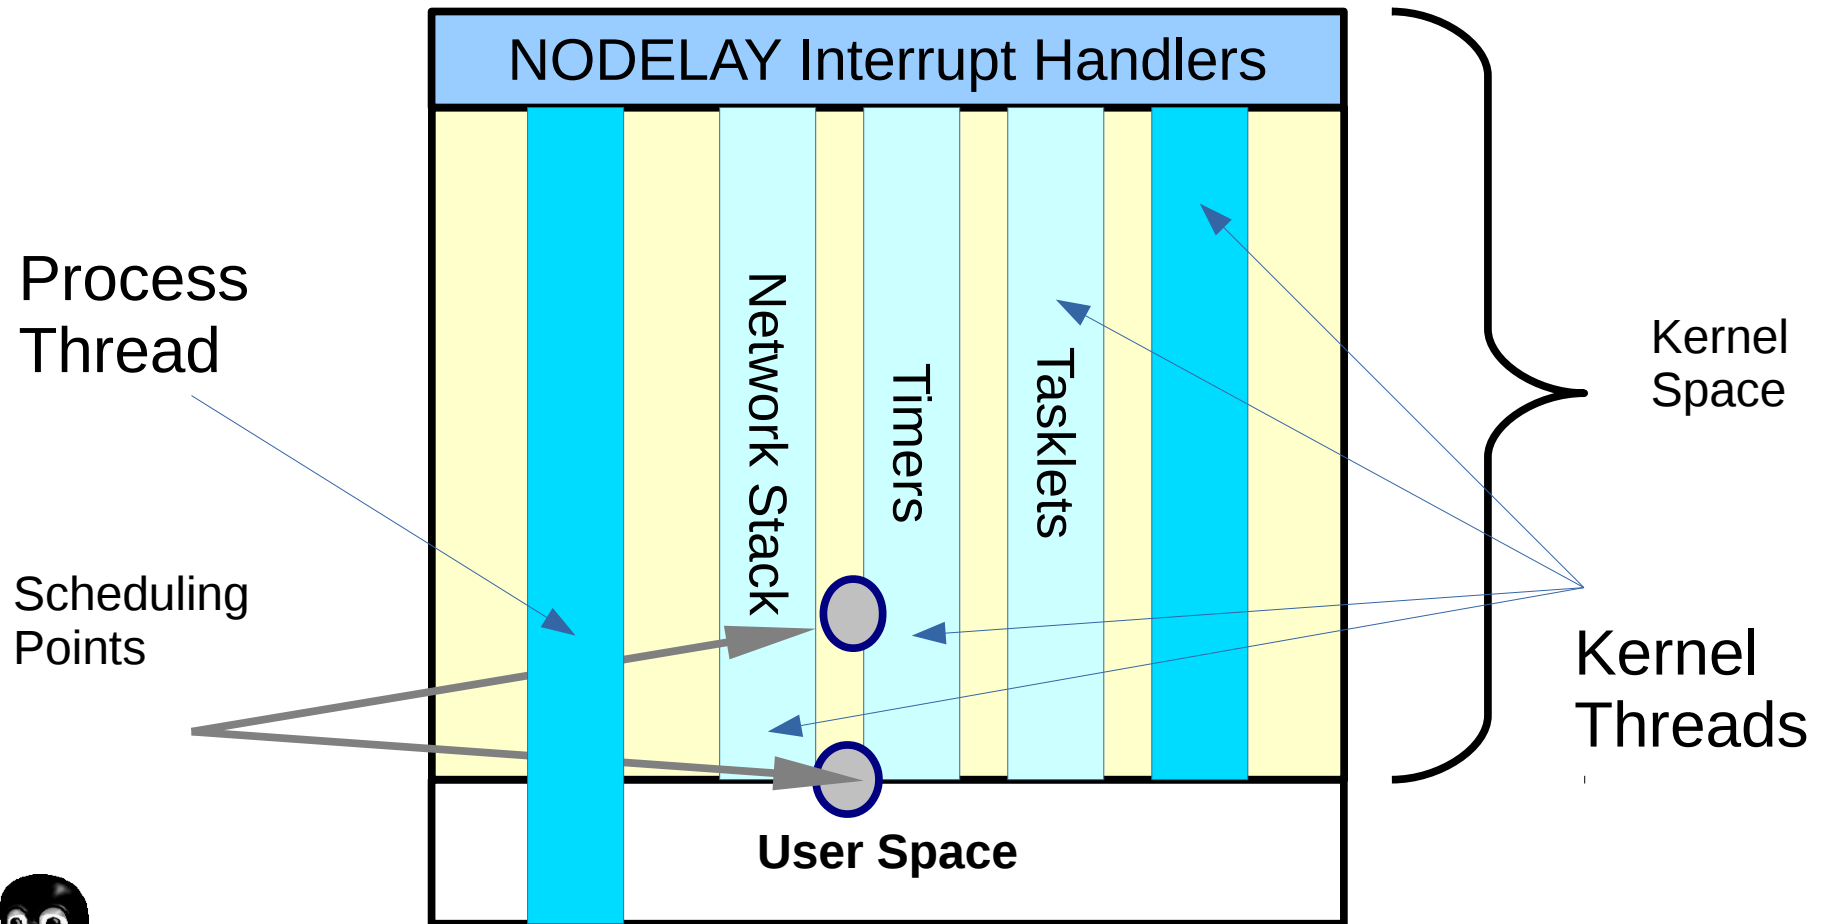 NODELAY Interrupt Handlers
Process
Thread
Network Stack
Timers
Tasklets
Kernel
Space
Scheduling
Points
Kernel
Threads
User Space